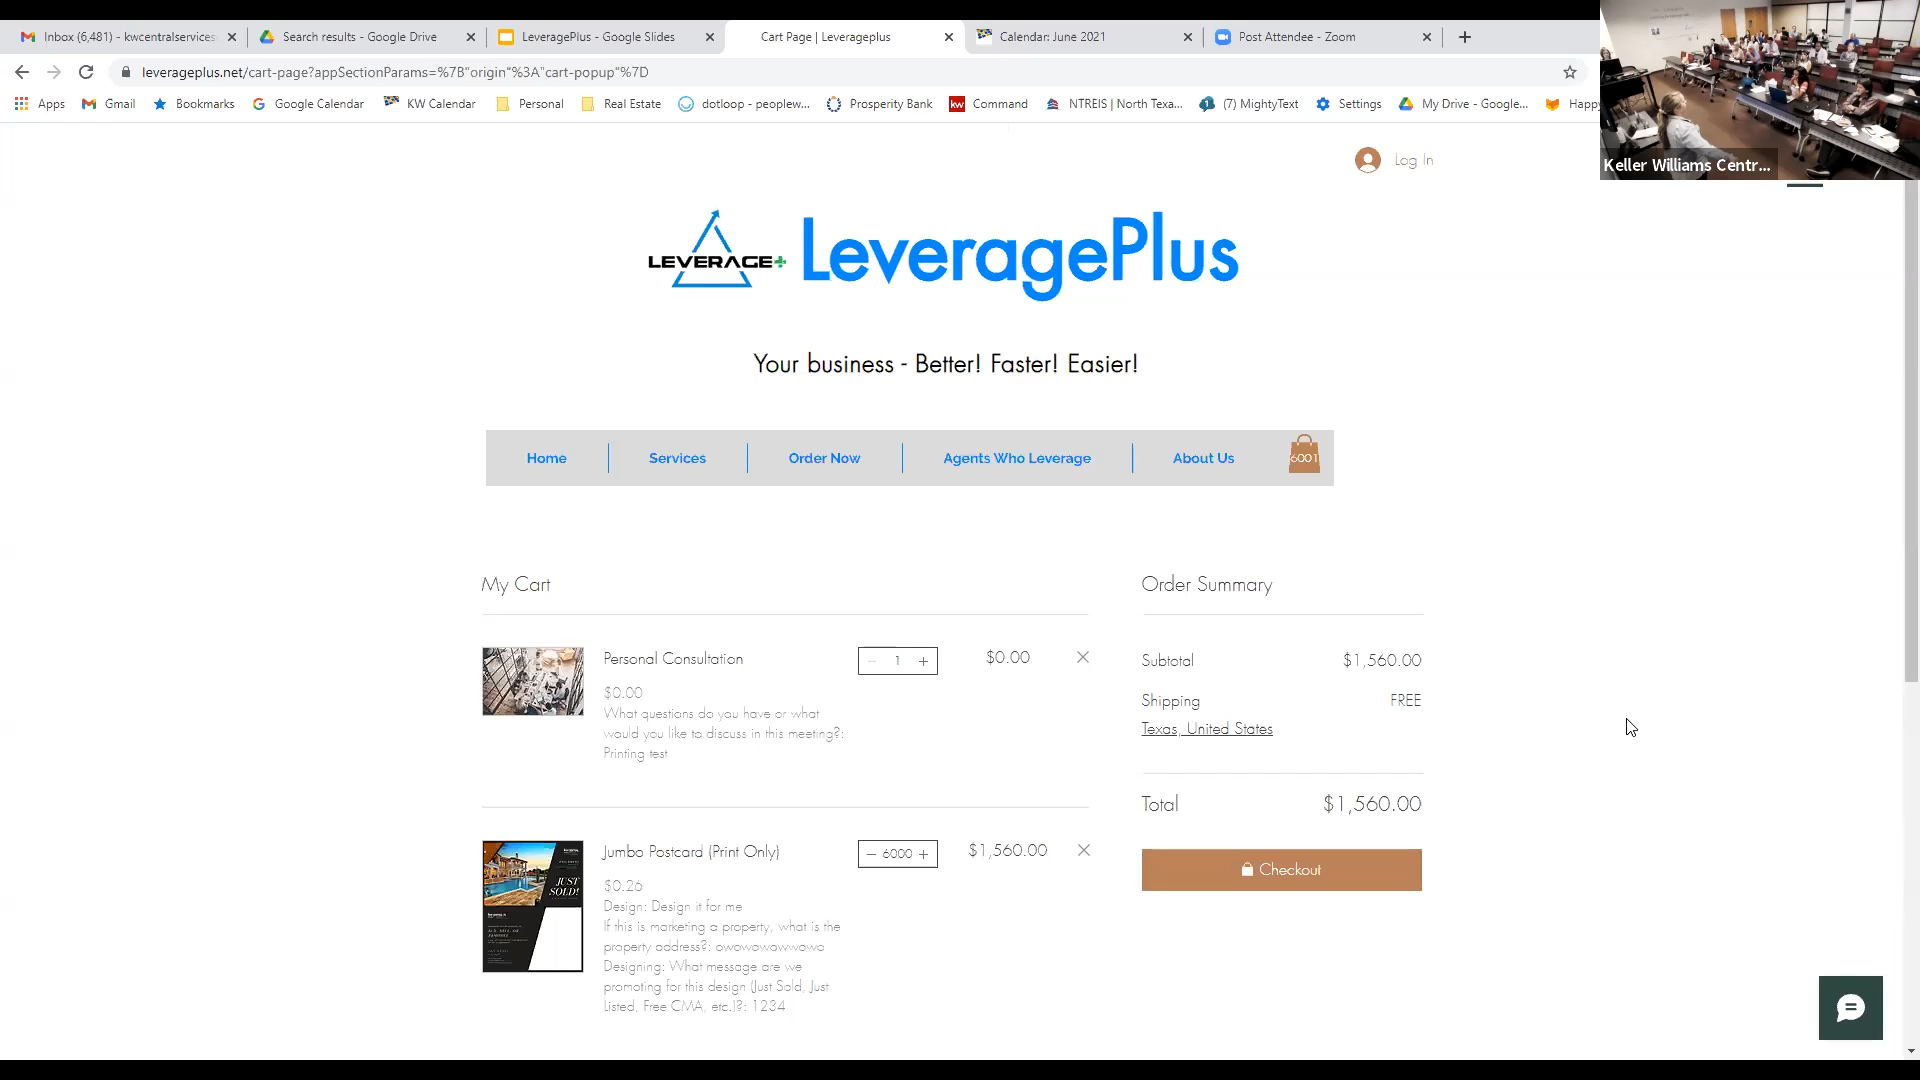 Inbox (6,481) - kwcentralservices
Search results - Google Drive
LeveragePlus - Google Slides
Cart Page | Leverageplus
Calendar: June 2021
Post Attendee - Zoom
leverageplus.net/cart-page?appSectionParams=%7B"origin"%3A"cart-popup"%7D
Apps
Gmail
Bookmarks
Google Calendar
KW Calendar
Personal
Real Estate
dotloop - peoplew...
Prosperity Bank
kw
Command
NTREIS | North Texa...
(7) MightyText
Settings
My Drive - Google...
Happy
Keller Williams Centr...
Log In
LEVERAGE+
LeveragePlus
Your business - Better! Faster! Easier!
Home
Services
Order Now
Agents Who Leverage
About Us
6001
My Cart
Order Summary
Personal Consultation
1
$0.00
$0.00
What questions do you have or what
would you like to discuss in this meeting?:
Printing test
Subtotal
$1,560.00
Shipping
FREE
Texas, United States
Total
$1,560.00
Checkout
JUST
SOLD!
Jumbo Postcard (Print Only)
6000
$1,560.00
$0.26
Design: Design it for me
If this is marketing a property, what is the
property address?: owowowowwowo
Designing: What message are we
promoting for this design (Just Sold, Just
Listed, Free CMA, etc.)?: 1234